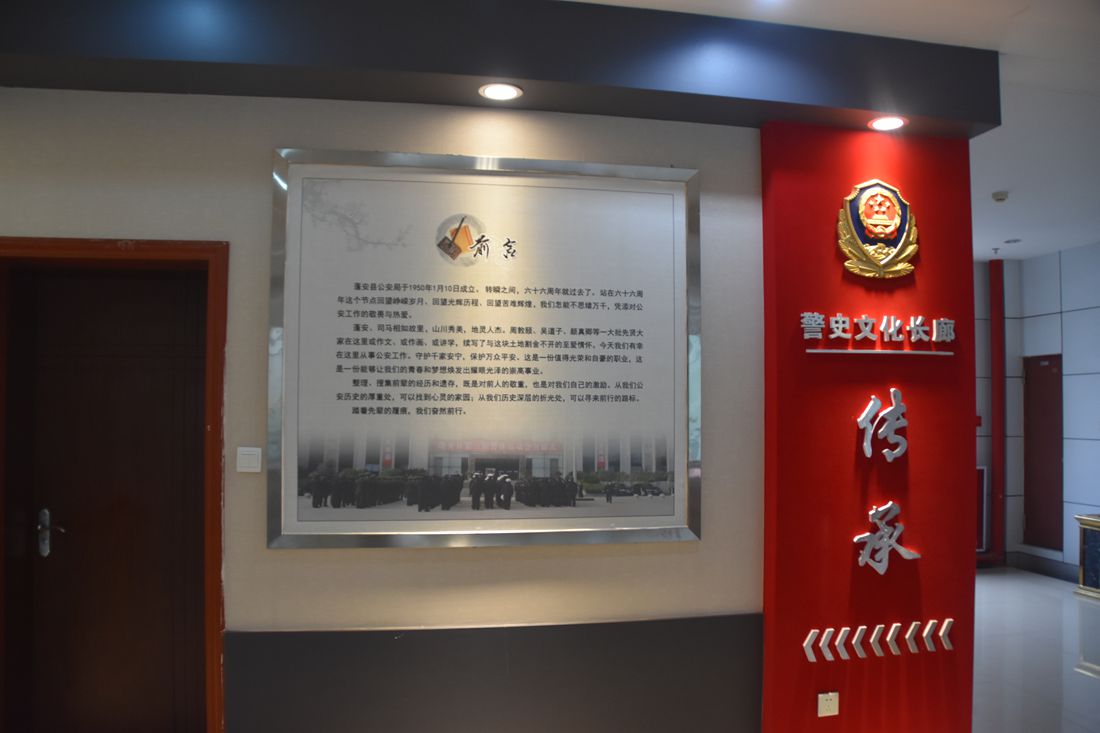 前言
蓬安县公安局于1950年1月10日成立、转瞬之间，六十六周年就过去了。站在六十六周
年这个节点回望峥嵘岁月、回望光辉历程、回望苦难辉煌，我们怎能不思绪万千，凭添对公
安工作的敬畏与热爱。
蓬安、司马相如故里，山川秀美，地灵人杰。周敦颐、吴道子、颜真卿等一大批先贤大
家在这里或作文、或作画、或讲学，续写了与这块土地割舍不开的至爱情怀，今天我们有幸
在这里从事公安工作。守护千家安宁，保护万众平安、这是一份值得光荣和自豪的职业，这
是一份能够让我们的青春和梦想焕发出耀眼光泽的崇高事业。
整理、搜集前辈的经历和遗存，既是对前人的敬重，也是对我们自己的激励。从我们公
安历史的厚重处，可以找到心灵的家园；从我们历史深层的折光处，可以寻来前行的路标。
踏着先辈的履痕，我们奋然前行。
警史文化长廊
传
承